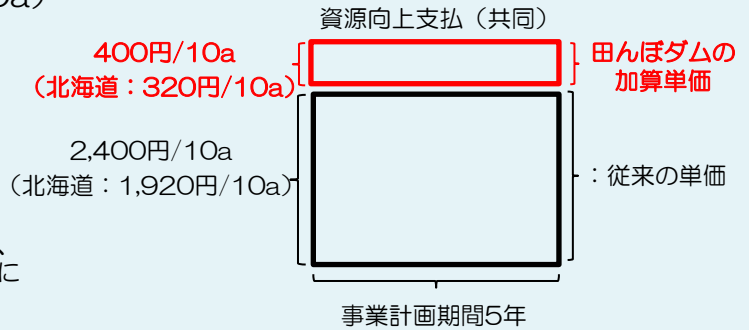 a）
資源向上支払（共同）
400円/10a
（北海道：320円/10a）
田んぼダムの
加算単価
2,400円/10a
（北海道：1,920円/10a）
：従来の単価
、
に
事業計画期間5年